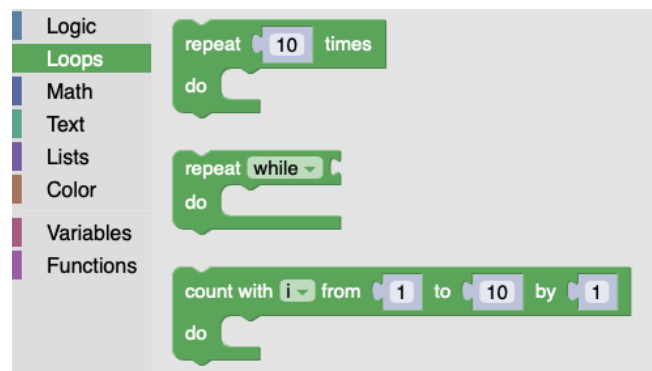 Logic
Loops
Math
Text
Lists
Color
Variables
Functions
repeat 10 times
do
repeat while
do
count with i from 1 to 10 by 1
do